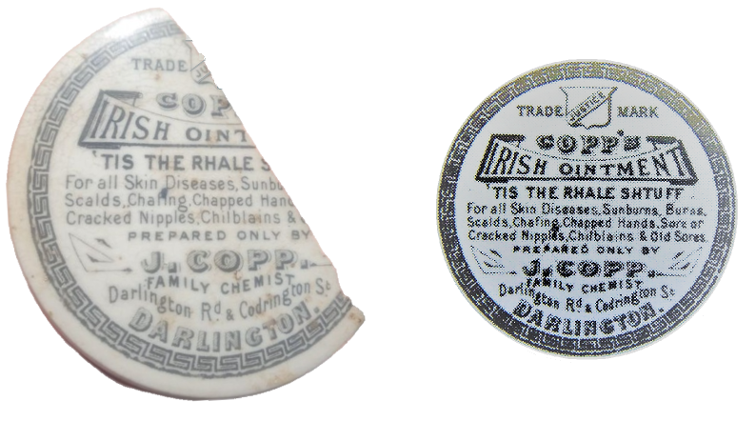 TRADE
COP
IRISH OINT
'TIS THE RHALE S
For all Skin Diseases, Sunbu
Scalds, Chafing, Chapped Hand
Cracked Nipples, Chilblains &
PREPARED ONLY BY
J. COPP.
FAMILY CHEMIST
Darlington Rd & Codrington St
DARLINGTON.
TRADE JUSTICE MARK
COPP'S
IRISH OINTMENT
'TIS THE RHALE SHTUFF
For all Skin Diseases, Sunburns, Burns,
Scalds, Chafing, Chapped Hands, Sore or
Cracked Nipples, Chilblains & Old Sores.
PREPARED ONLY BY
J. COPP.
FAMILY CHEMIST
Darlington Rd & Codrington St
DARLINGTON.